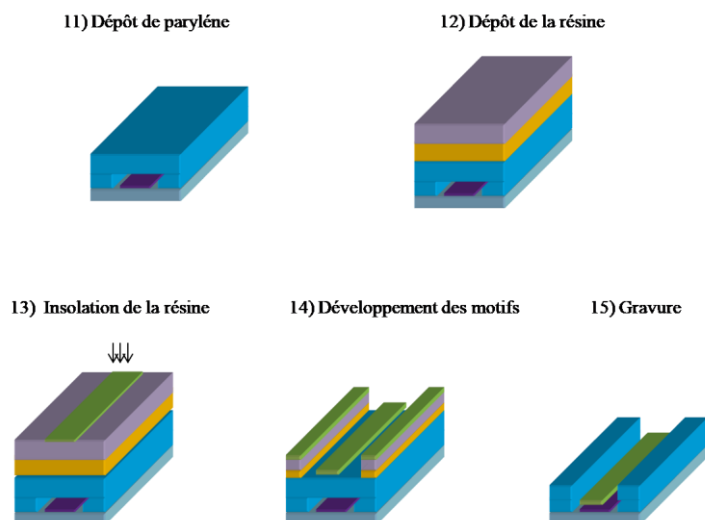 11) Dépôt de paryléne
12) Dépôt de la résine
13) Insolation de la résine
14) Développement des motifs
15) Gravure